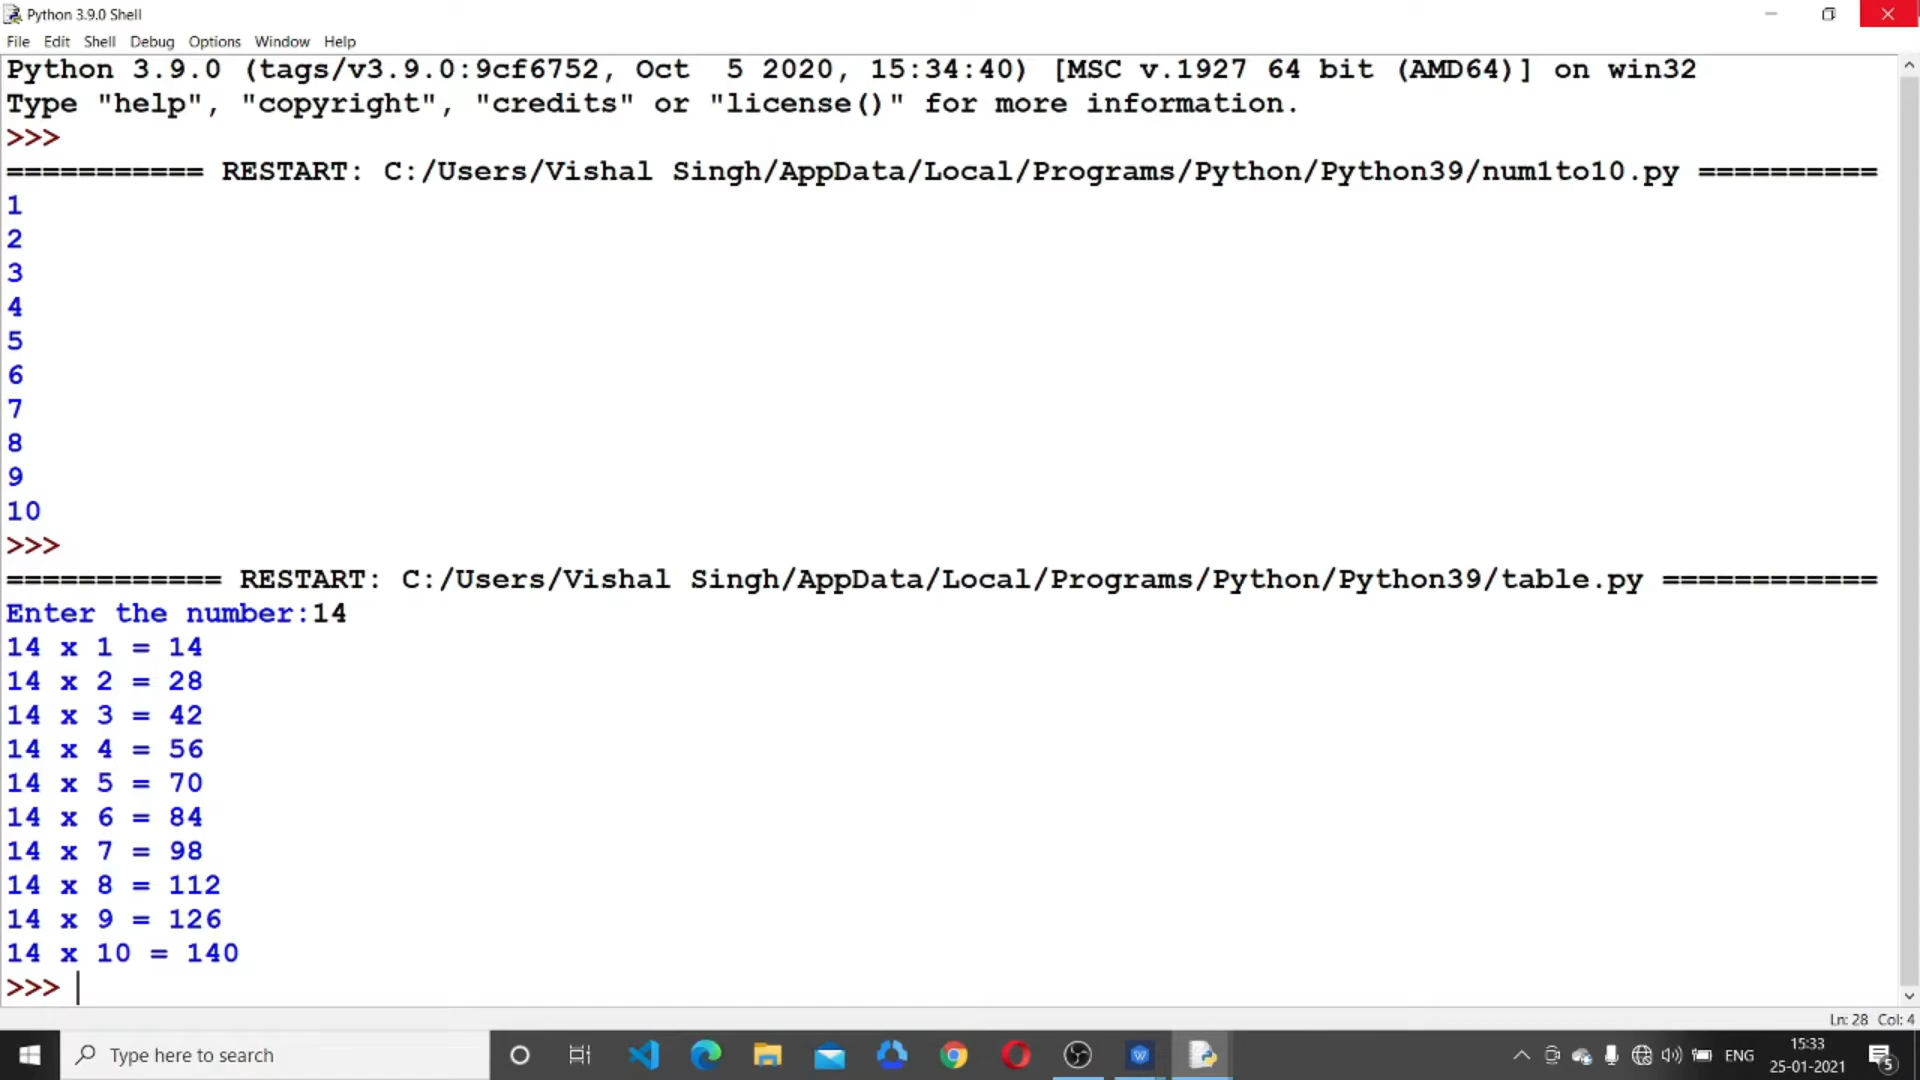 Python 3.9.0 Shell
File Edit Shell Debug Options Window Help
Python 3.9.0 (tags/v3.9.0:9cf6752, Oct  5 2020, 15:34:40) [MSC v.1927 64 bit (AMD64)] on win32
Type "help", "copyright", "credits" or "license()" for more information.
>>>
=========== RESTART: C:/Users/Vishal Singh/AppData/Local/Programs/Python/Python39/num1to10.py ==========
1
2
3
4
5
6
7
8
9
10
>>>
============ RESTART: C:/Users/Vishal Singh/AppData/Local/Programs/Python/Python39/table.py ============
Enter the number:14
14 x 1 = 14
14 x 2 = 28
14 x 3 = 42
14 x 4 = 56
14 x 5 = 70
14 x 6 = 84
14 x 7 = 98
14 x 8 = 112
14 x 9 = 126
14 x 10 = 140
>>>
Ln: 28 Col: 4
Type here to search
ENG
15:33
25-01-2021
5